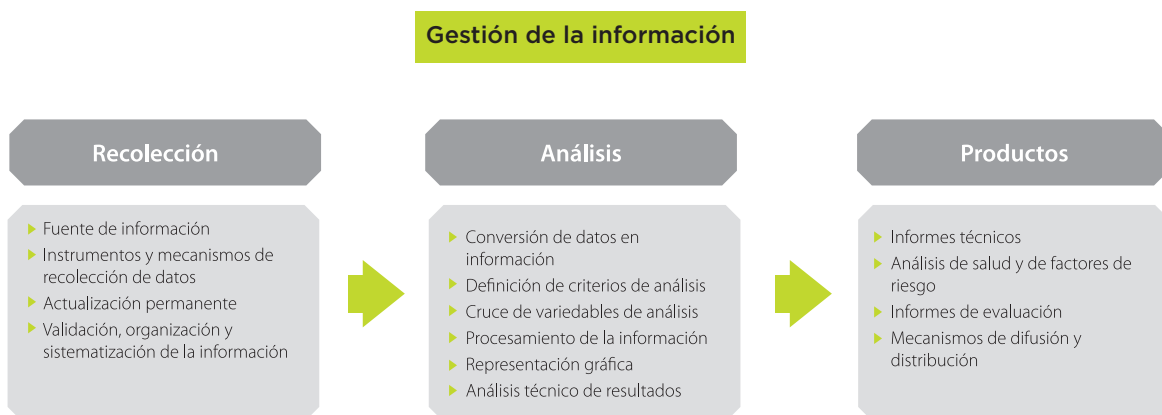 Gestión de la información
Recolección
Fuente de información
Instrumentos y mecanismos de
recolección de datos
Actualización permanente
Validación, organización y
sistematización de la información
Análisis
Conversión de datos en
información
Definición de criterios de análisis
Cruce de variedables de análisis
Procesamiento de la información
Representación gráfica
Análisis técnico de resultados
Productos
Informes técnicos
Análisis de salud y de factores de
riesgo
Informes de evaluación
Mecanismos de difusión y
distribución